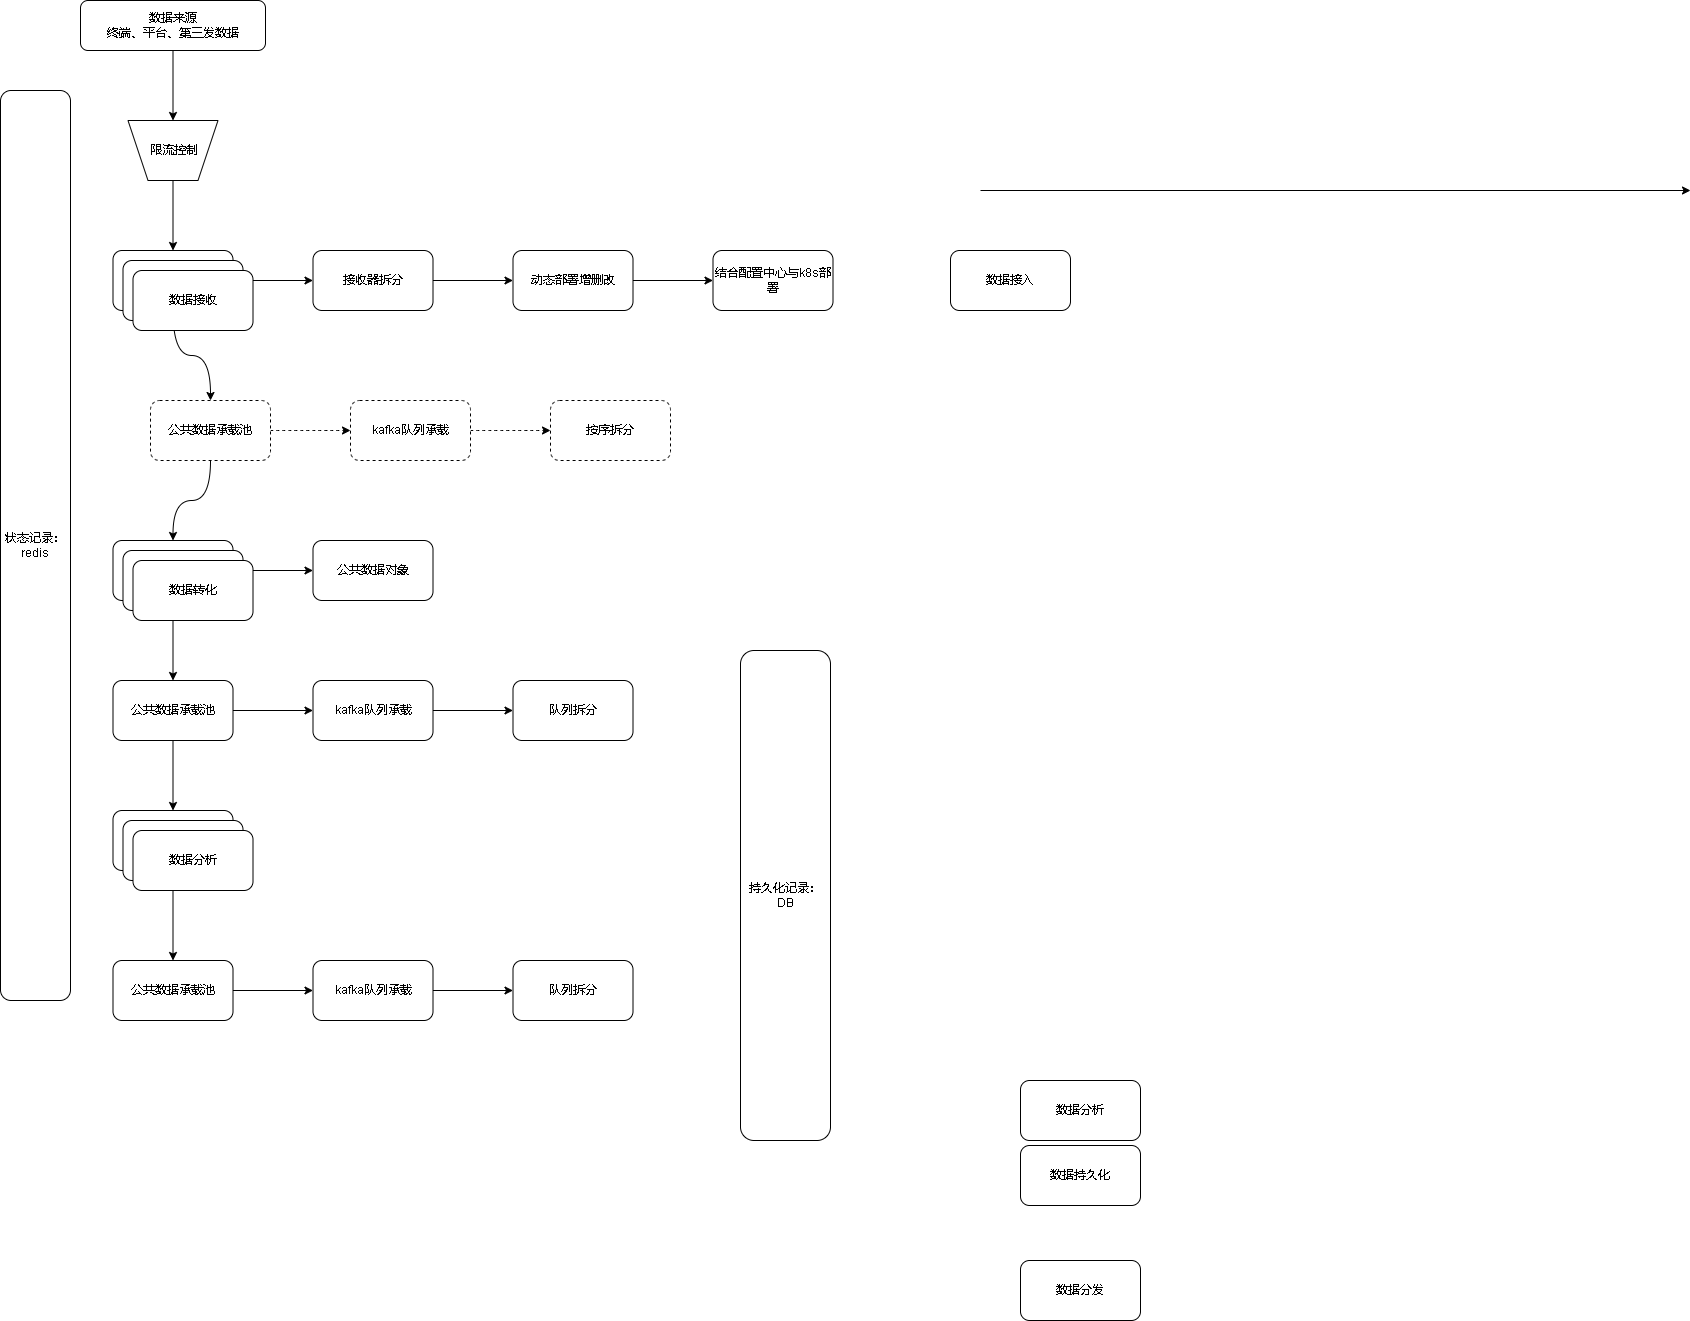 数据来源
终端、平台、第三发数据
限流控制
数据接收
接收器拆分
动态部署增删改
结合配置中心与k8s部
署
数据接入
公共数据承载池
kafka队列承载
按序拆分
状态记录：
redis
数据转化
公共数据对象
公共数据承载池
kafka队列承载
队列拆分
数据分析
持久化记录：
DB
公共数据承载池
kafka队列承载
队列拆分
数据分析
数据持久化
数据分发